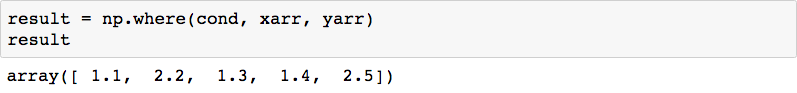 result = np.where(cond, xarr, yarr)
result
array([ 1.1,  2.2,  1.3,  1.4,  2.5])